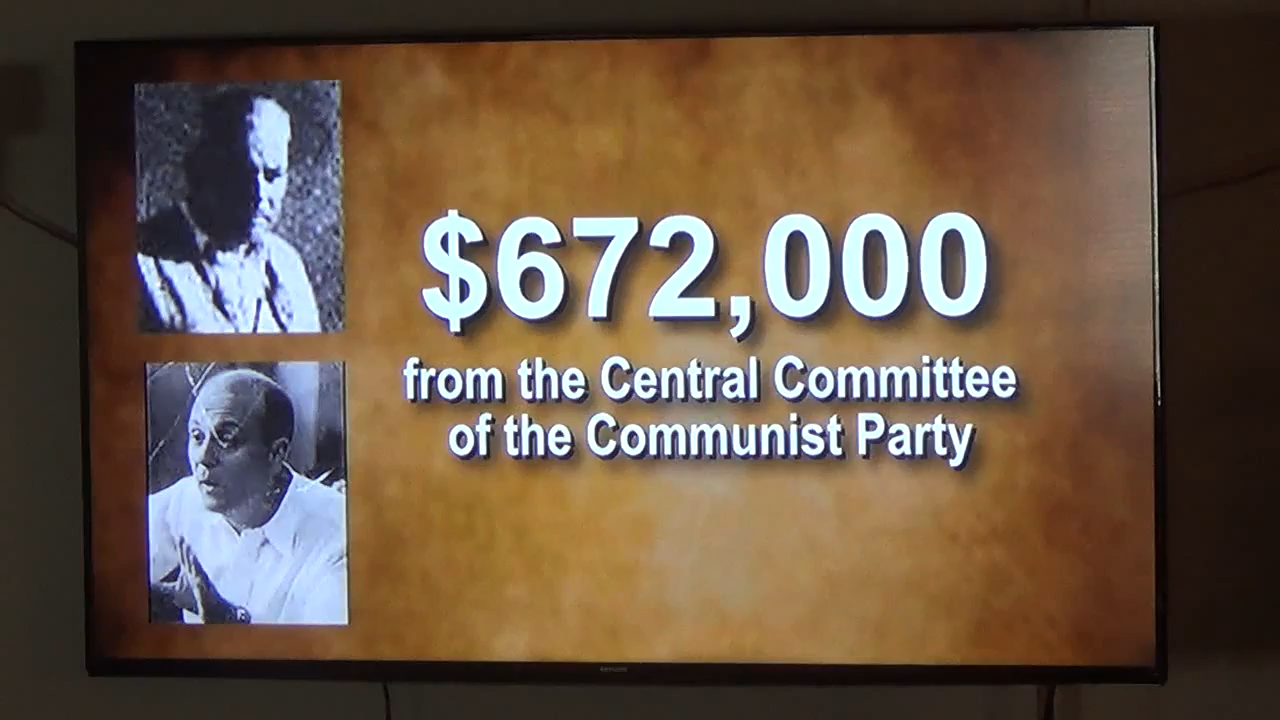 $672,000
from the Central Committee
of the Communist Party